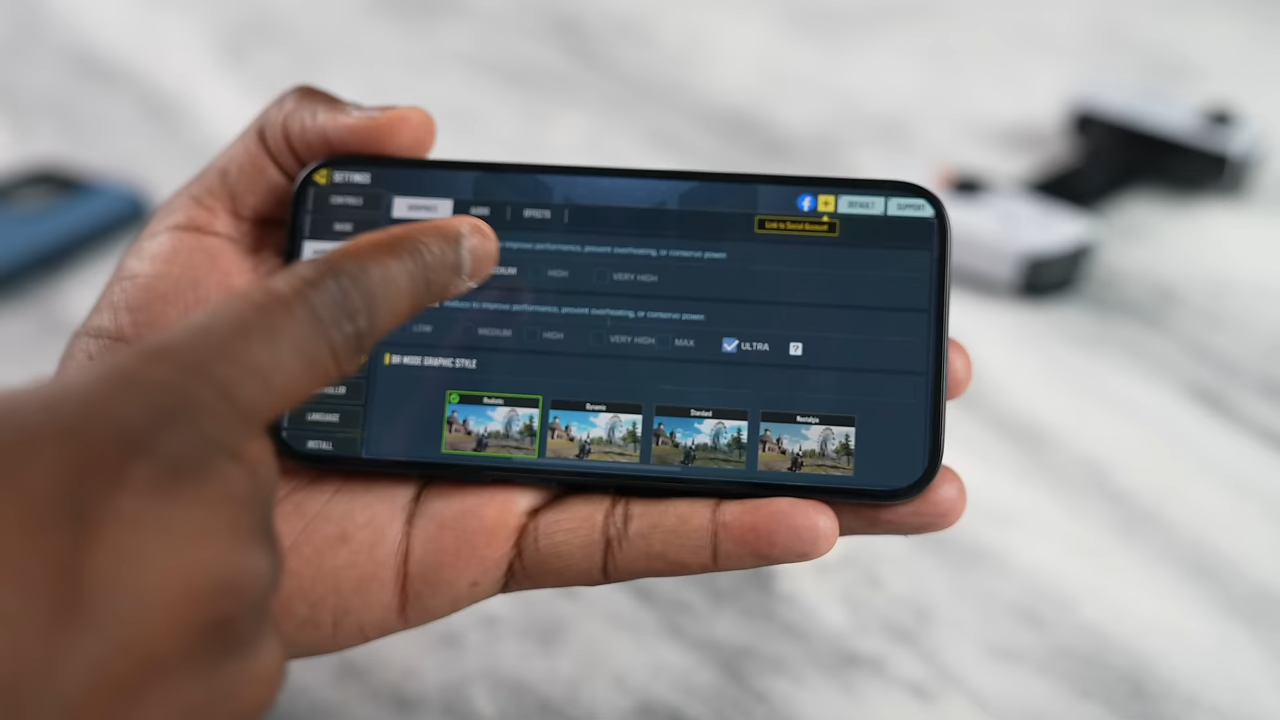 SETTINGS
DEFAULT
SUPPORT
CONTROLS
GRAPHICS
AUDIO
EFFECTS
Link to Social Account
BASIC
to improve performance, prevent overheating, or conserve power.
HIGH
VERY HIGH
Reduce to improve performance, prevent overheating, or conserve power.
LOW
MEDIUM
HIGH
VERY HIGH
MAX
ULTRA
?
BR MODE GRAPHIC STYLE
Realistic
Dynamic
Standard
Nostalgia
LANGUAGE
INSTALL